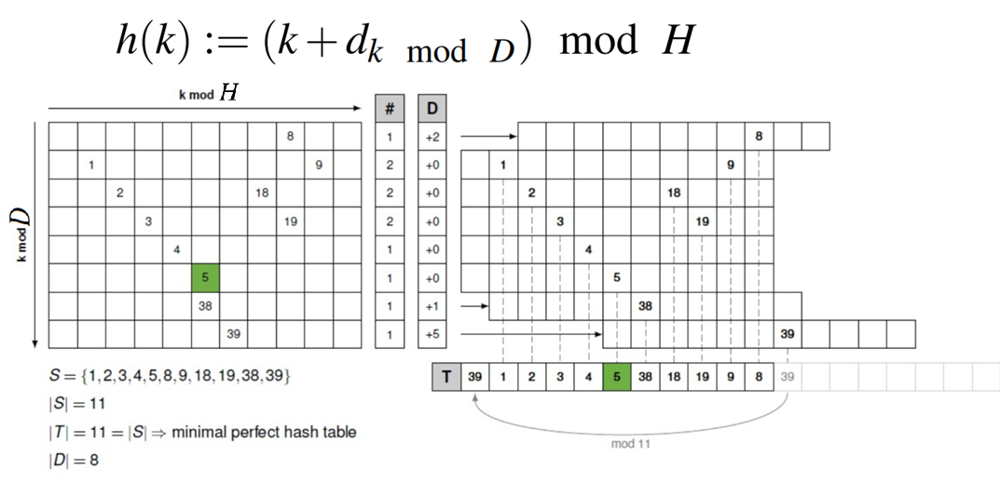 h(k) := (k + d_{k mod D}) mod H
k mod H
# D
k mod D
8 1 +2 8
1 9 2 +0 1 9
2 18 2 +0 2 18
3 19 2 +0 3 19
4 1 +0 4
5 1 +0 5
38 1 +1 38
39 1 +5 39
T 39 1 2 3 4 5 38 18 19 9 8 39
mod 11
S = {1,2,3,4,5,8,9,18,19,38,39}
|S| = 11
|T| = 11 = |S| ⇒ minimal perfect hash table
|D| = 8